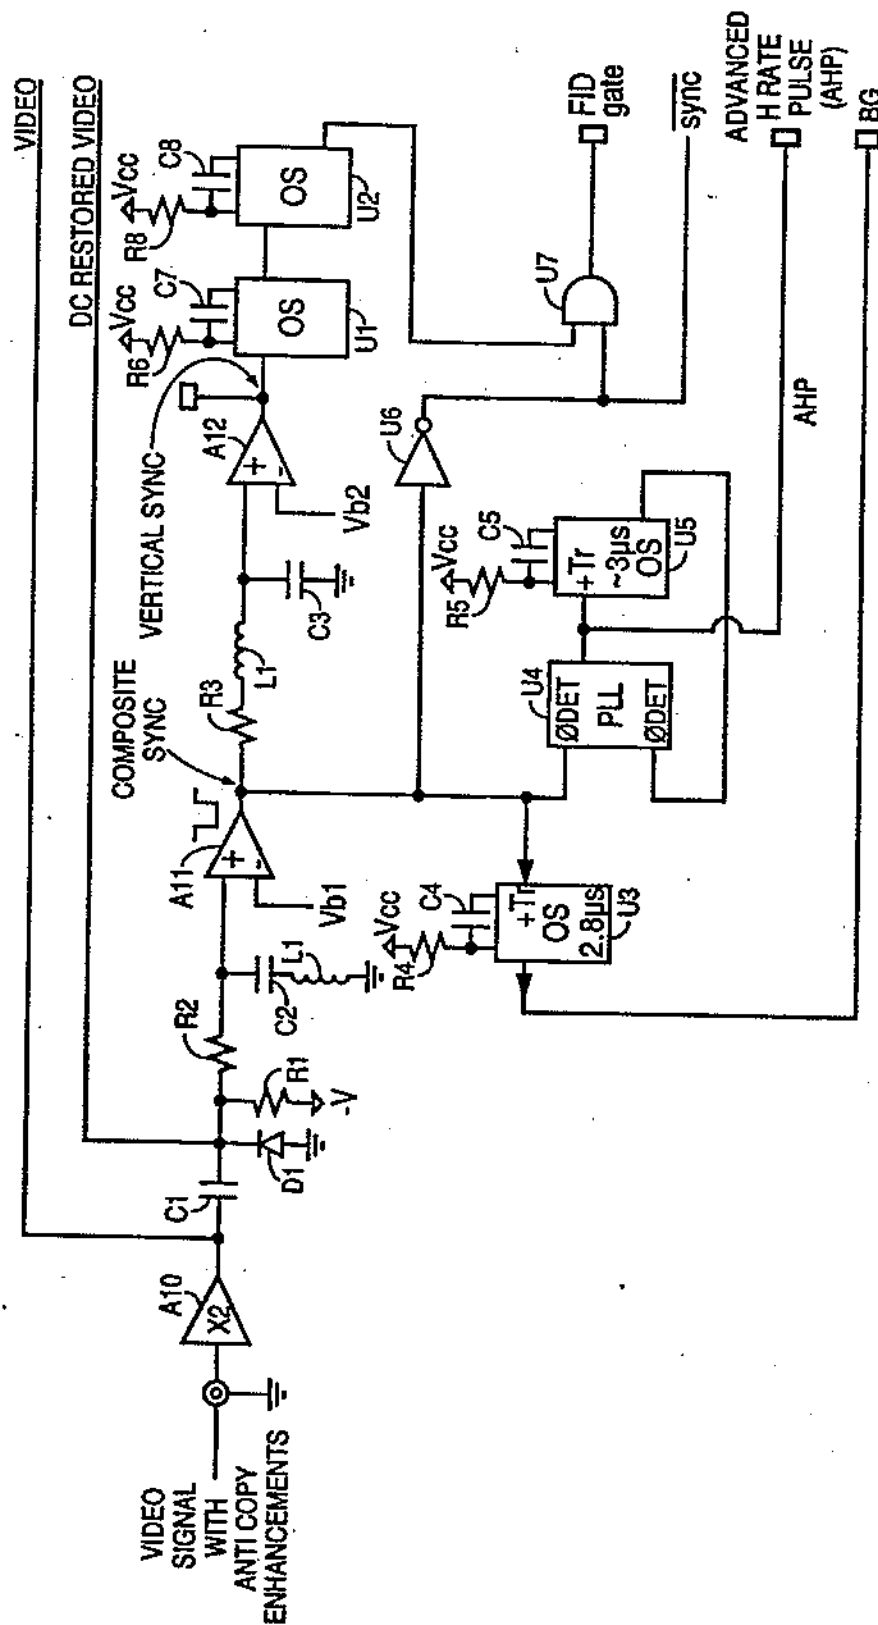 VIDEO
DC RESTORED VIDEO
VIDEO
SIGNAL
WITH
ANTI COPY
ENHANCEMENTS
A10
X2
C1
D1
R1
-V
R2
C2
L1
A11
+
-
Vb1
COMPOSITE
SYNC
R3
L1
C3
VERTICAL SYNC
A12
+
-
Vb2
R6
Vcc
C7
OS
U1
R8
Vcc
C8
OS
U2
R4
Vcc
C4
+Tr
OS
2.8µs
U3
U4
ØDET
PLL
ØDET
R5
Vcc
C5
+Tr
~3µs
OS
U5
U6
U7
FID
gate
sync
AHP
ADVANCED
H RATE
PULSE
(AHP)
BG